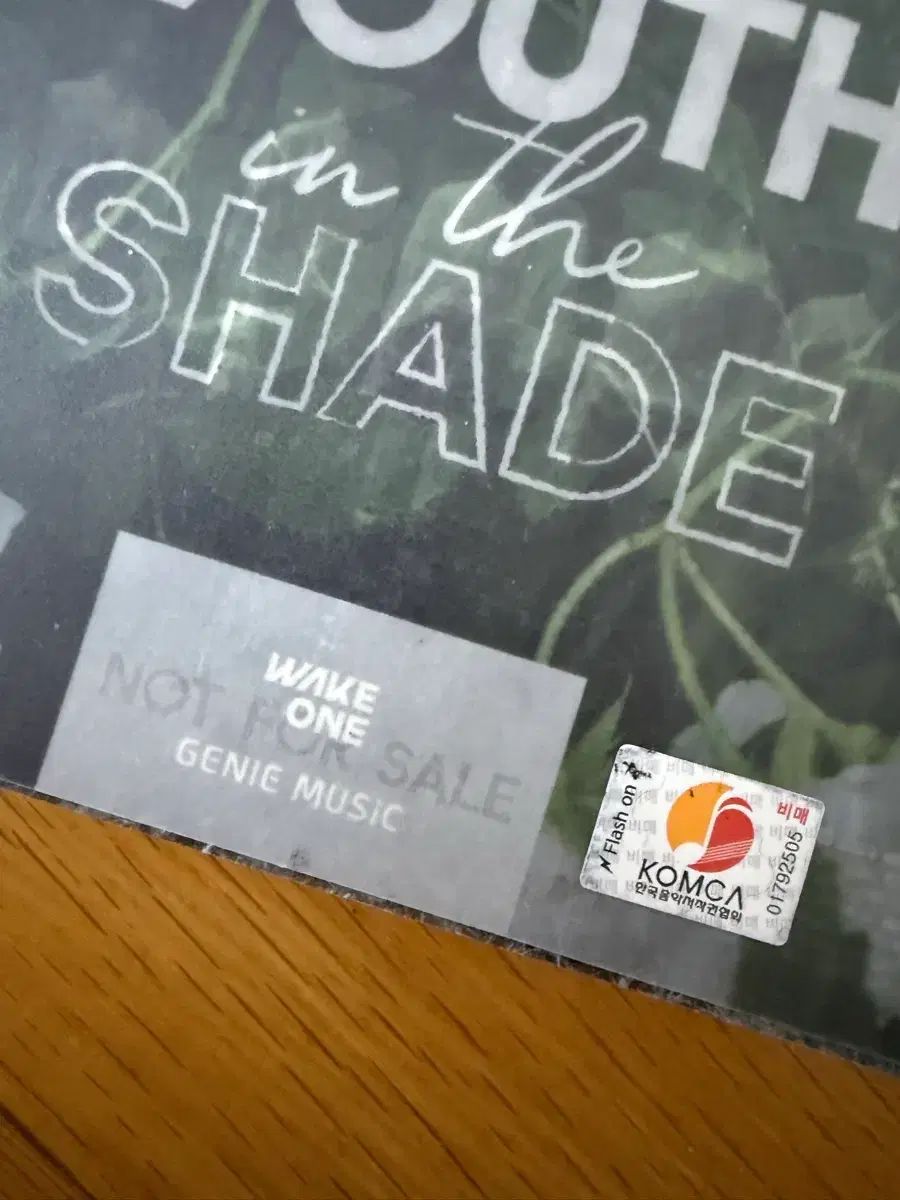 OUTH
in the
SHADE
NOT FOR SALE
WAKE
ONE
GENIE MUSIC
Flash on
비매
KOMCA
한국음악저작권협회
01792505